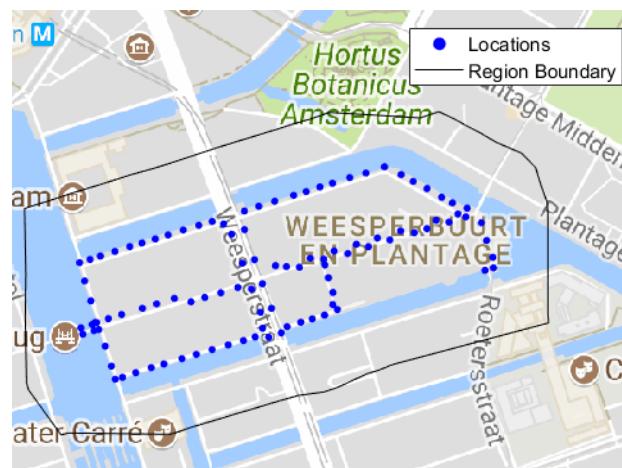 n M
Locations
Region Boundary
Hortus
Botanicus
Amsterdam
Plantage Midden
am
Plantage
WEESPERBUURT
EN PLANTAGE
Weesperstraat
ug
Roetersstraat
C
ater Carré